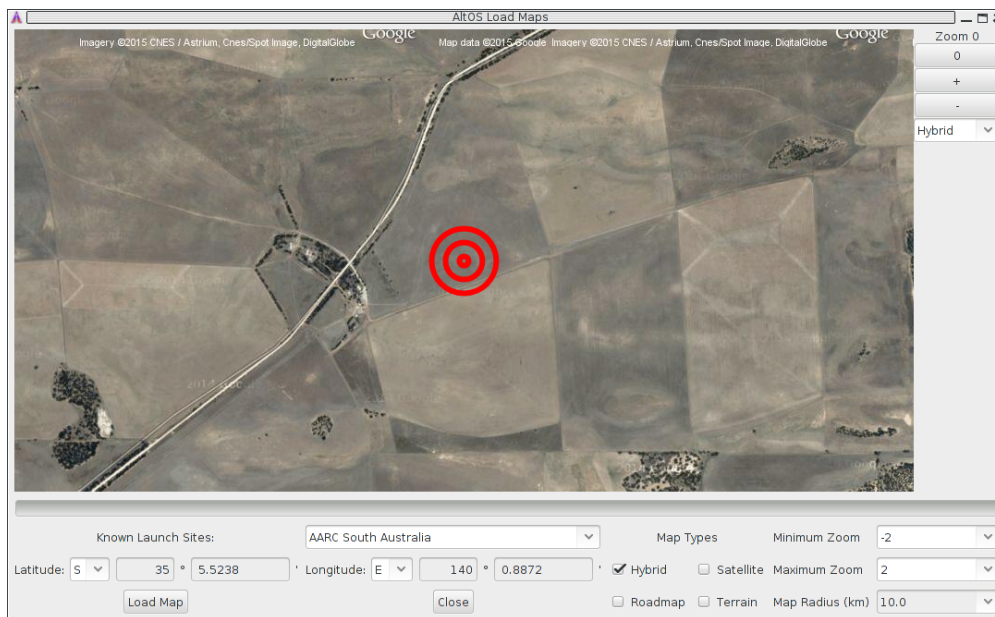 AltOS Load Maps
Imagery ©2015 CNES / Astrium, Cnes/Spot Image, DigitalGlobe
Google
Map data ©2015 Google Imagery ©2015 CNES / Astrium, Cnes/Spot Image, DigitalGlobe
Google
Zoom 0
0
+
-
Hybrid
Known Launch Sites: AARC South Australia Map Types Minimum Zoom -2
Latitude: S 35 ° 5.5238 ' Longitude: E 140 ° 0.8872 ' Hybrid Satellite Maximum Zoom 2
Load Map Close Roadmap Terrain Map Radius (km) 10.0